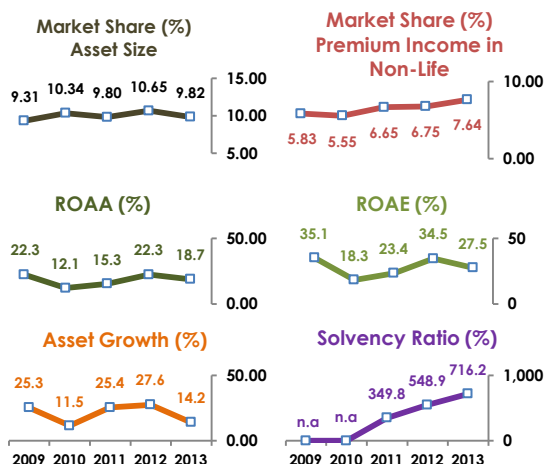 Market Share (%)
Asset Size
15.00
10.00
5.00
9.31 10.34 9.80 10.65 9.82
Market Share (%)
Premium Income in
Non-Life
10.00
0.00
5.83 5.55 6.65 6.75 7.64
ROAA (%)
50.00
0.00
22.3 12.1 15.3 22.3 18.7
ROAE (%)
50
0
35.1 18.3 23.4 34.5 27.5
Asset Growth (%)
50.00
0.00
25.3 11.5 25.4 27.6 14.2
2009 2010 2011 2012 2013
Solvency Ratio (%)
1,000
0
n.a n.a 349.8 548.9 716.2
2009 2010 2011 2012 2013